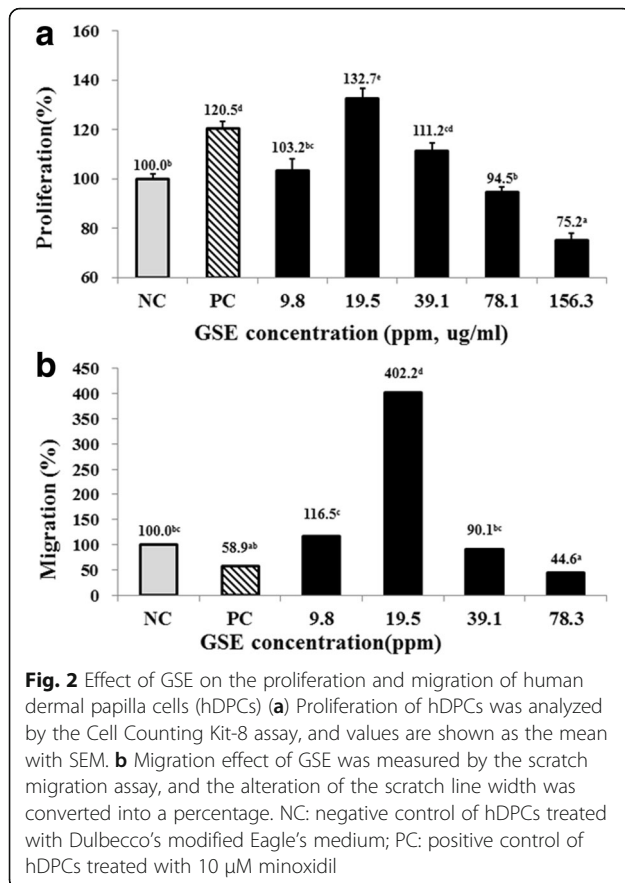 a
160
140
120
100
80
60
Proliferation(%)
100.0ᵇ
120.5ᵈ
103.2ᵇᶜ
132.7ᵉ
111.2ᶜᵈ
94.5ᵇ
75.2ᵃ
NC PC 9.8 19.5 39.1 78.1 156.3
GSE concentration (ppm, ug/ml)
b
450
400
350
300
250
200
150
100
50
0
Migration (%)
100.0ᵇᶜ
58.9ᵃᵇ
116.5ᶜ
402.2ᵈ
90.1ᵇᶜ
44.6ᵃ
NC PC 9.8 19.5 39.1 78.3
GSE concentration(ppm)
Fig. 2 Effect of GSE on the proliferation and migration of human
dermal papilla cells (hDPCs) (a) Proliferation of hDPCs was analyzed
by the Cell Counting Kit-8 assay, and values are shown as the mean
with SEM. b Migration effect of GSE was measured by the scratch
migration assay, and the alteration of the scratch line width was
converted into a percentage. NC: negative control of hDPCs treated
with Dulbecco's modified Eagle's medium; PC: positive control of
hDPCs treated with 10 μM minoxidil